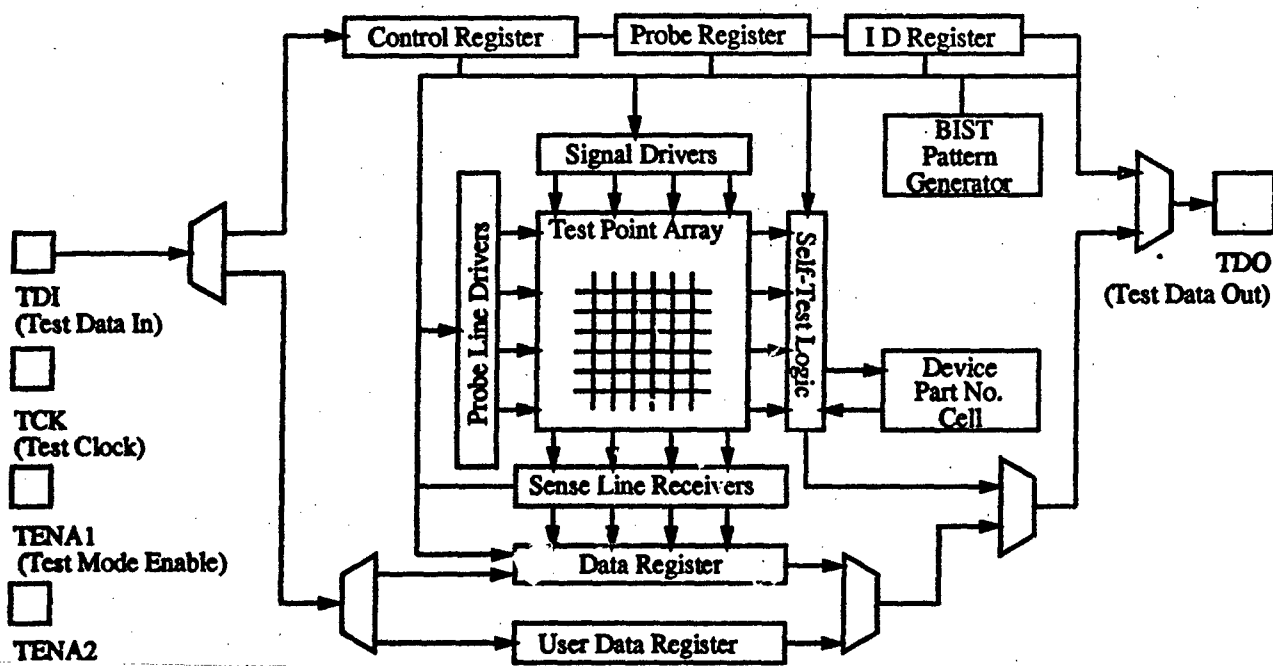 Control Register
Probe Register
I D Register
BIST
Pattern
Generator
Signal Drivers
Test Point Array
Probe Line Drivers
Self-Test Logic
TDI
(Test Data In)
TDO
(Test Data Out)
TCK
(Test Clock)
Device
Part No.
Cell
Sense Line Receivers
TENA1
(Test Mode Enable)
Data Register
TENA2
User Data Register